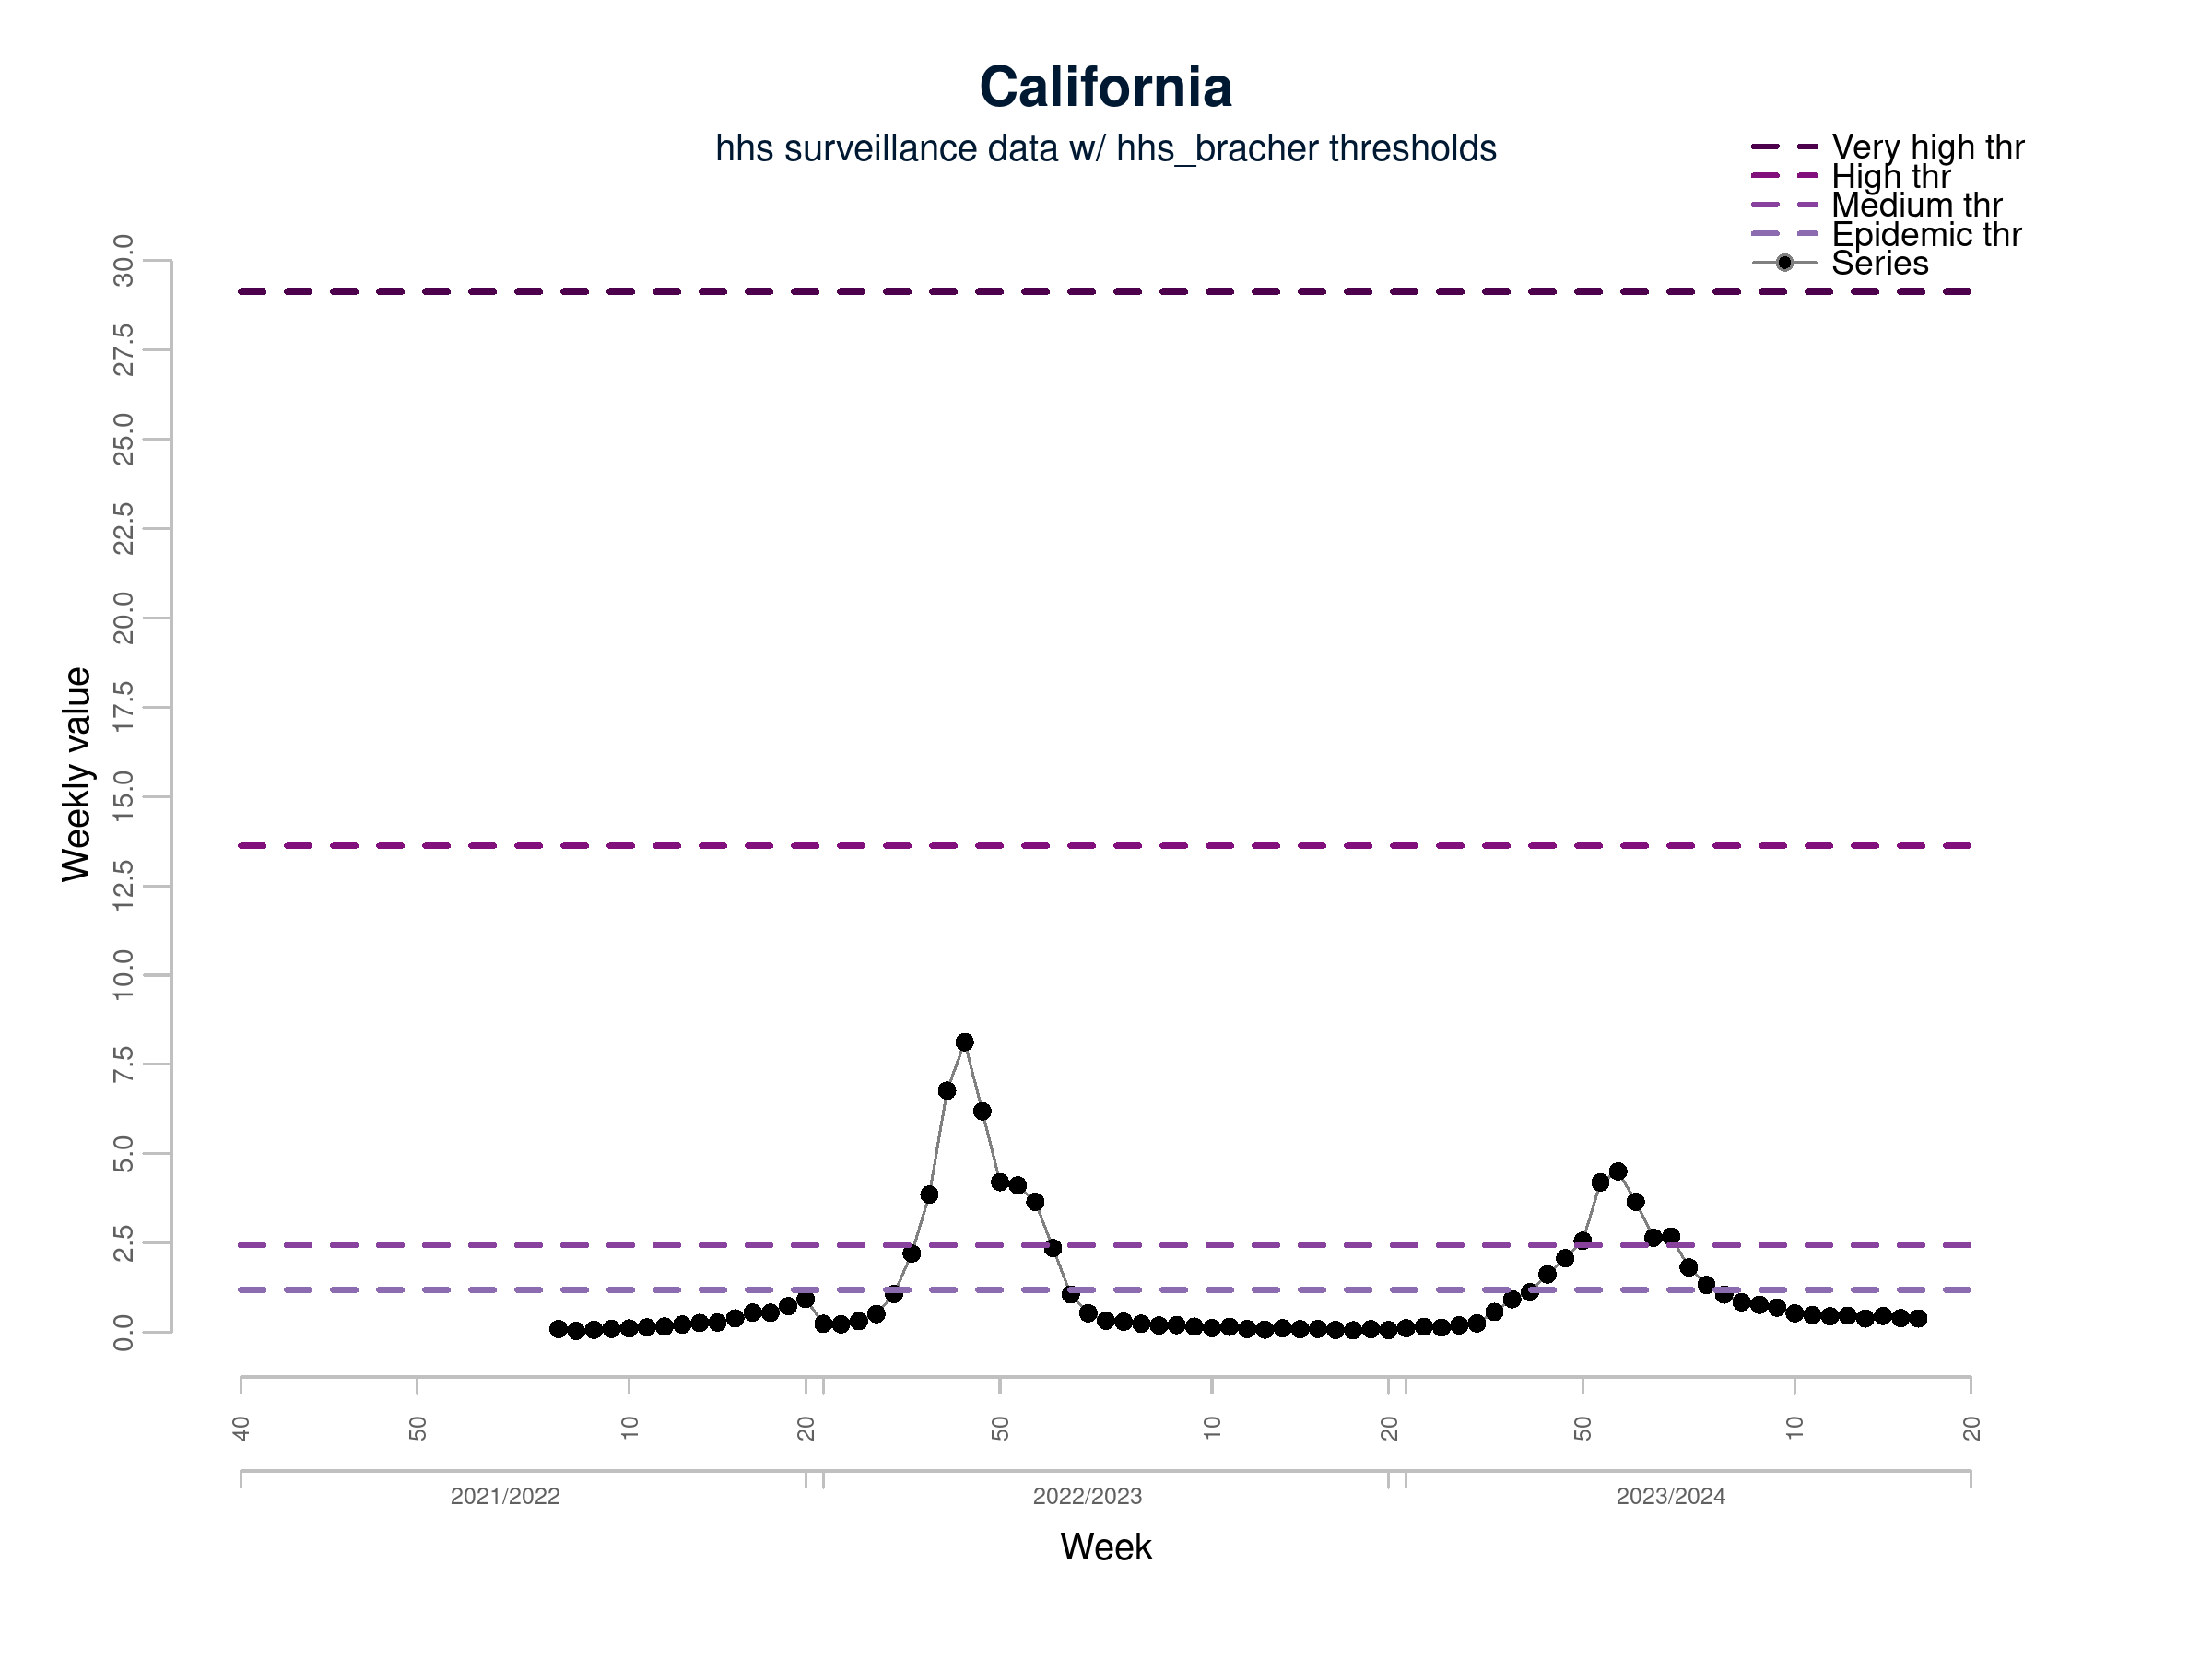 California
hhs surveillance data w/ hhs_bracher thresholds
Very high thr
High thr
Medium thr
Epidemic thr
Series
30.0
27.5
25.0
22.5
20.0
17.5
15.0
12.5
10.0
7.5
5.0
2.5
0.0
Weekly value
40 50 10 20 50 10 20 50 10 20
2021/2022 2022/2023 2023/2024
Week